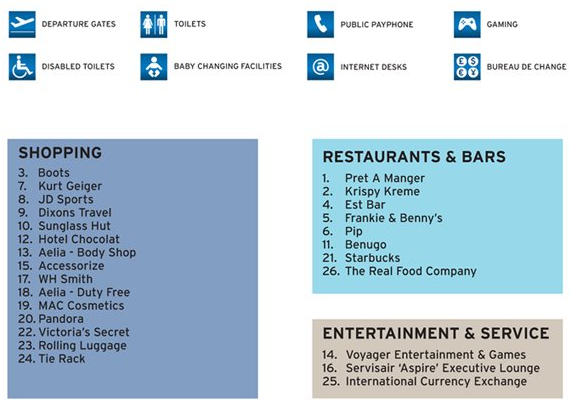 DEPARTURE GATES
TOILETS
PUBLIC PAYPHONE
GAMING
DISABLED TOILETS
BABY CHANGING FACILITIES
@
INTERNET DESKS
£ $
€ ¥
BUREAU DE CHANGE
SHOPPING
3. Boots
7. Kurt Geiger
8. JD Sports
9. Dixons Travel
10. Sunglass Hut
12. Hotel Chocolat
13. Aelia - Body Shop
15. Accessorize
17. WH Smith
18. Aelia - Duty Free
19. MAC Cosmetics
20. Pandora
22. Victoria's Secret
23. Rolling Luggage
24. Tie Rack
RESTAURANTS & BARS
1. Pret A Manger
2. Krispy Kreme
4. Est Bar
5. Frankie & Benny's
6. Pip
11. Benugo
21. Starbucks
26. The Real Food Company
ENTERTAINMENT & SERVICE
14. Voyager Entertainment & Games
16. Servisair 'Aspire' Executive Lounge
25. International Currency Exchange